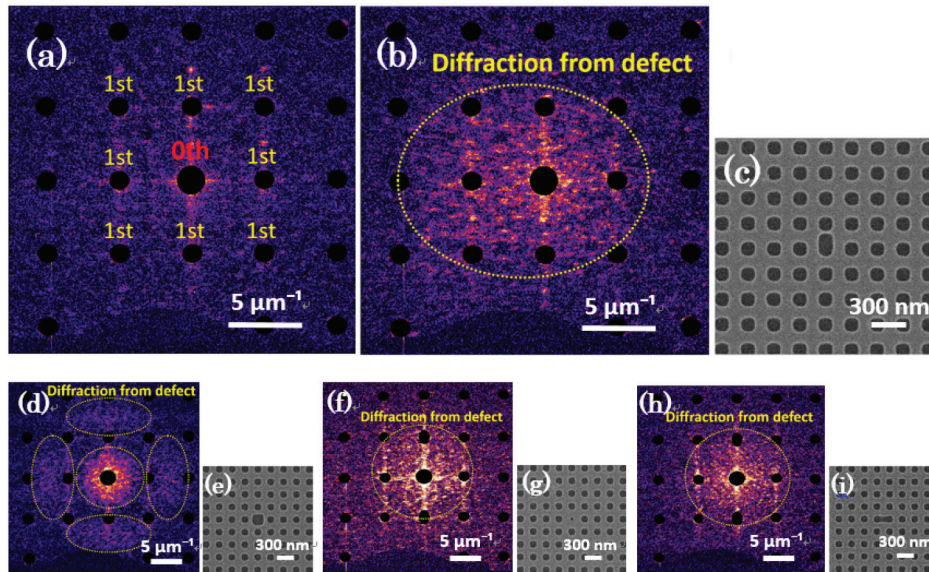 (a)
1st 1st 1st
0th
1st 1st
1st 1st 1st
5 µm⁻¹
(b)
Diffraction from defect
5 µm⁻¹
(c)
300 nm
(d)
Diffraction from defect
5 µm⁻¹
(e)
300 nm
(f)
Diffraction from defect
5 µm⁻¹
(g)
300 nm
(h)
Diffraction from defect
5 µm⁻¹
(i)
300 nm